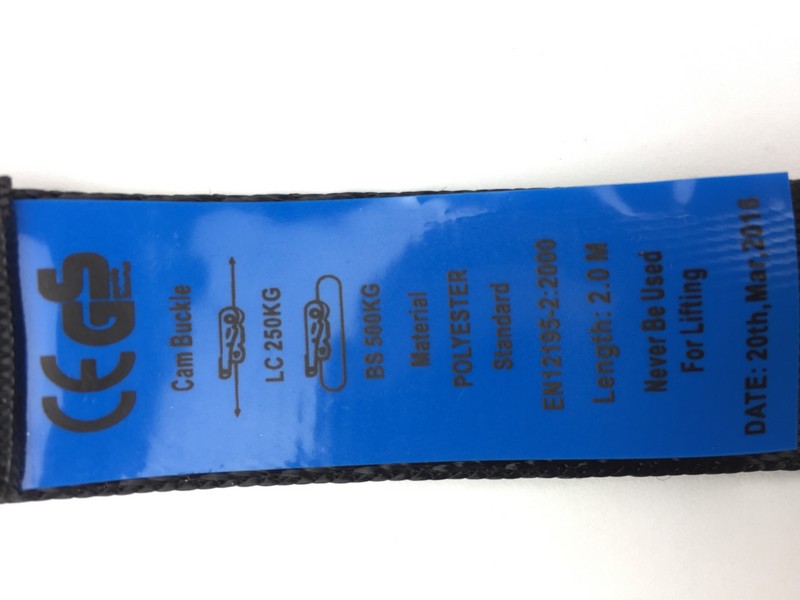 CE GS
Cam Buckle
LC 250KG
BS 500KG
Material
POLYESTER
Standard
EN12195-2:2000
Length: 2.0 M
Never Be Used
For Lifting
DATE: 20th,Mar,2018